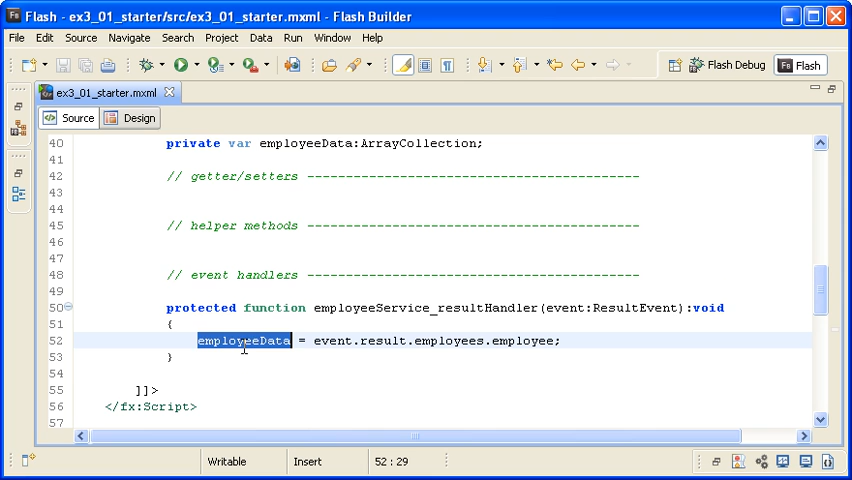 Flash - ex3_01_starter/src/ex3_01_starter.mxml - Flash Builder
File Edit Source Navigate Search Project Data Run Window Help
Flash Debug Flash
ex3_01_starter.mxml
Source Design
40 private var employeeData:ArrayCollection;
41
42 // getter/setters -------------------------------------------
43
44
45 // helper methods -------------------------------------------
46
47
48 // event handlers -------------------------------------------
49
50 protected function employeeService_resultHandler(event:ResultEvent):void
51 {
52 employeeData = event.result.employees.employee;
53 }
54
55 ]]>
56 </fx:Script>
57
Writable Insert 52 : 29